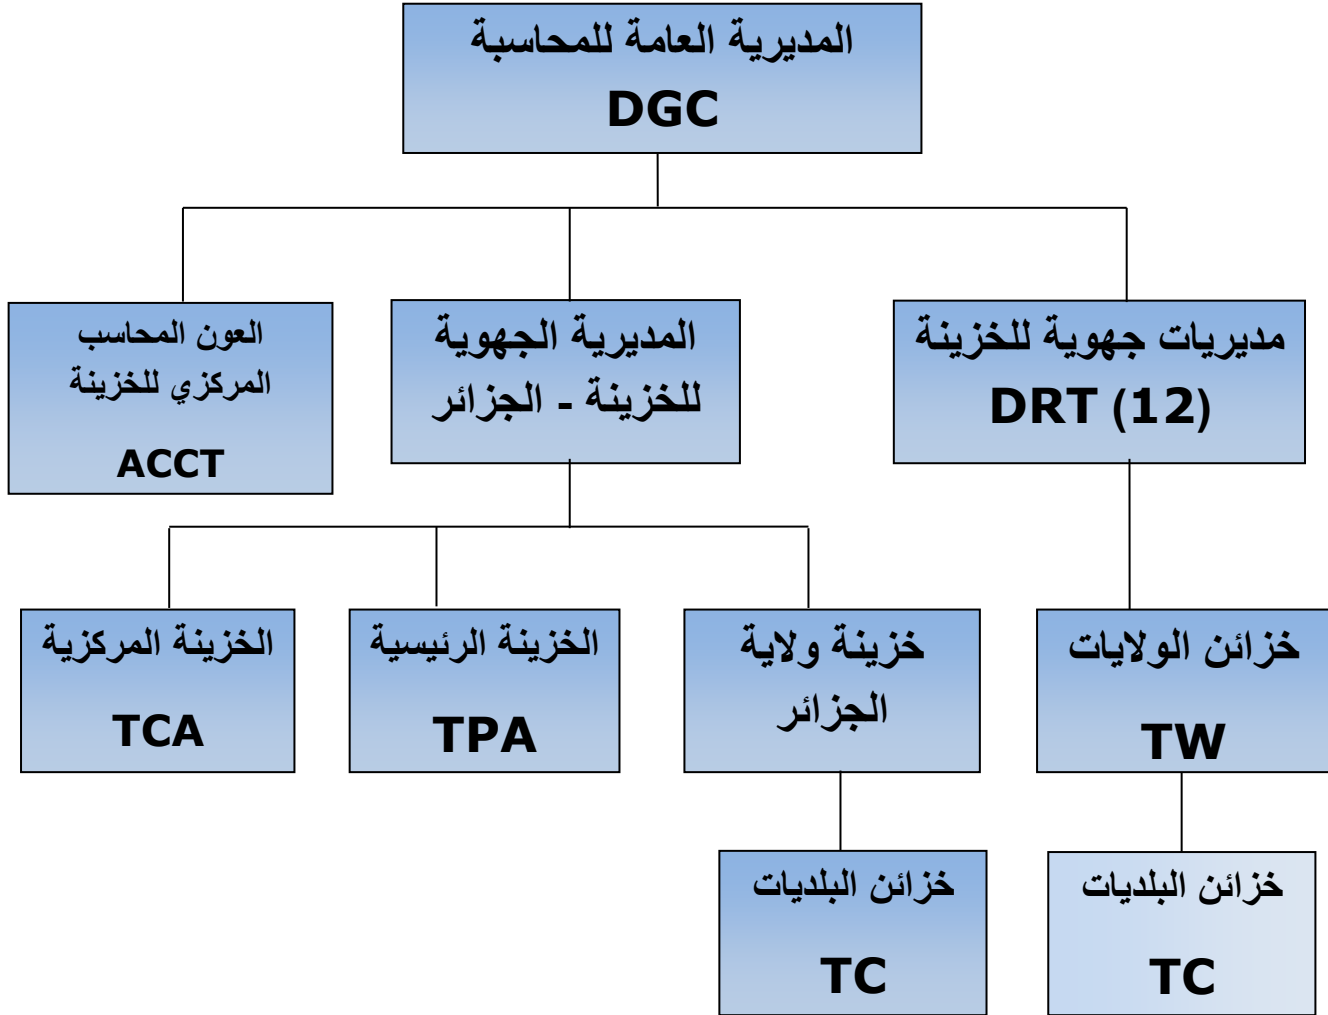 المديرية العامة للمحاسبة
DGC
مديريات جهوية للخزينة
DRT (12)
المديرية الجهوية
للخزينة - الجزائر
العون المحاسب
المركزي للخزينة
ACCT
خزائن الولايات
TW
خزينة ولاية
الجزائر
الخزينة الرئيسية
TPA
الخزينة المركزية
TCA
خزائن البلديات
TC
خزائن البلديات
TC